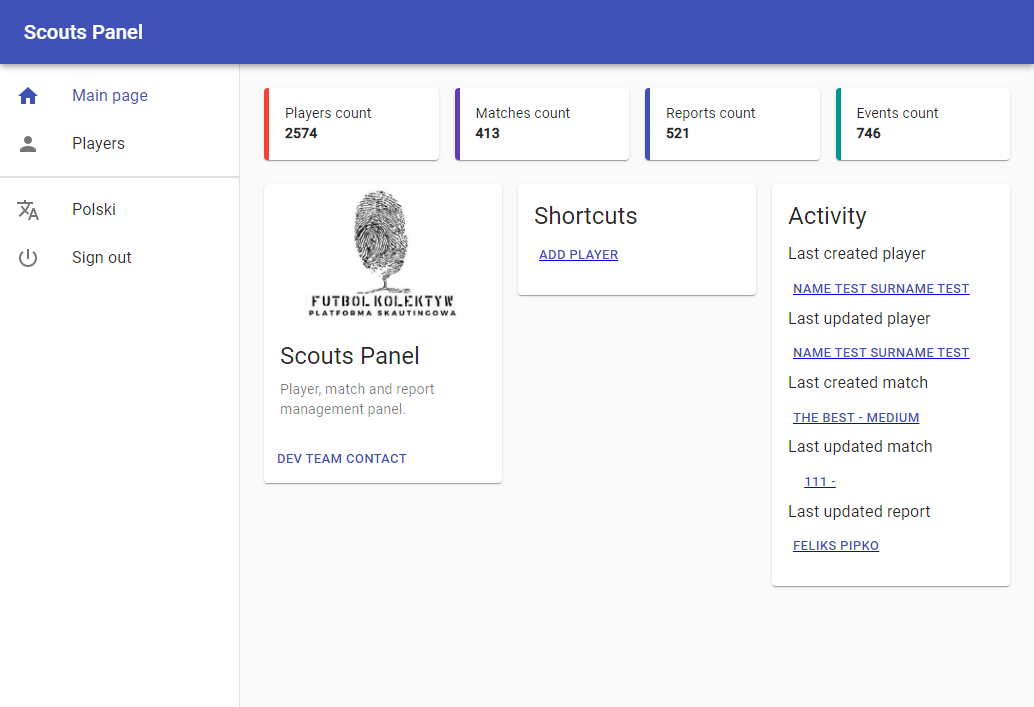 Scouts Panel
Main page
Players
Polski
Sign out
Players count
2574
Matches count
413
Reports count
521
Events count
746
FUTBOL KOLEKTYW
PLATFORMA SKAUTINGOWA
Scouts Panel
Player, match and report
management panel.
DEV TEAM CONTACT
Shortcuts
ADD PLAYER
Activity
Last created player
NAME TEST SURNAME TEST
Last updated player
NAME TEST SURNAME TEST
Last created match
THE BEST - MEDIUM
Last updated match
111 -
Last updated report
FELIKS PIPKO